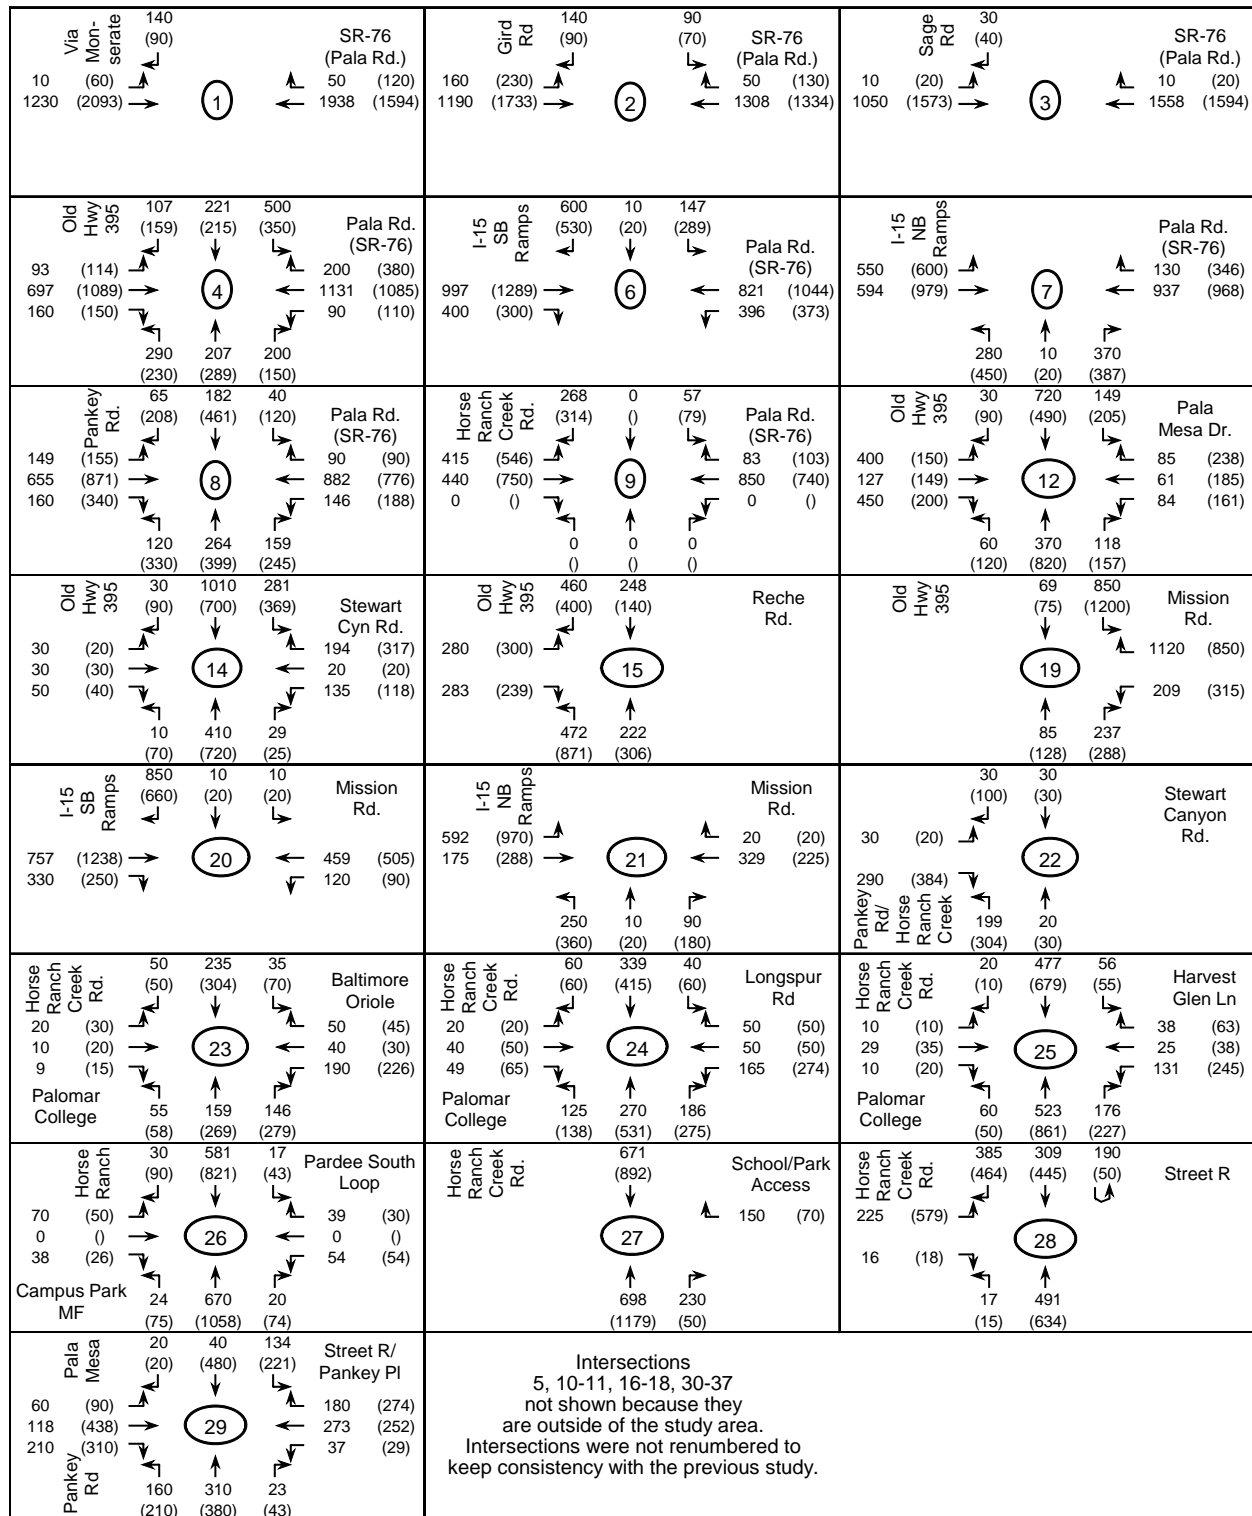 Via Mon- serate
140
(90)
SR-76
(Pala Rd.)
10 (60)
1230 (2093)
1
50 (120)
1938 (1594)
Gird Rd
140 90
(90) (70)
SR-76
(Pala Rd.)
160 (230)
1190 (1733)
2
50 (130)
1308 (1334)
Sage Rd
30
(40)
SR-76
(Pala Rd.)
10 (20)
1050 (1573)
3
10 (20)
1558 (1594)
Old Hwy 395
107 221 500
(159) (215) (350)
Pala Rd.
(SR-76)
93 (114)
697 (1089)
160 (150)
4
200 (380)
1131 (1085)
90 (110)
290 207 200
(230) (289) (150)
I-15 SB Ramps
600 10 147
(530) (20) (289)
Pala Rd.
(SR-76)
997 (1289)
400 (300)
6
821 (1044)
396 (373)
I-15 NB Ramps
Pala Rd.
(SR-76)
550 (600)
594 (979)
7
130 (346)
937 (968)
280 10 370
(450) (20) (387)
Pankey Rd.
65 182 40
(208) (461) (120)
Pala Rd.
(SR-76)
149 (155)
655 (871)
160 (340)
8
90 (90)
882 (776)
146 (188)
120 264 159
(330) (399) (245)
Horse Ranch Creek Rd.
268 0 57
(314) () (79)
Pala Rd.
(SR-76)
415 (546)
440 (750)
0 ()
9
83 (103)
850 (740)
0 ()
0 0 0
() () ()
Old Hwy 395
30 720 149
(90) (490) (205)
Pala
Mesa Dr.
400 (150)
127 (149)
450 (200)
12
85 (238)
61 (185)
84 (161)
60 370 118
(120) (820) (157)
Old Hwy 395
30 1010 281
(90) (700) (369)
Stewart
Cyn Rd.
30 (20)
30 (30)
50 (40)
14
194 (317)
20 (20)
135 (118)
10 410 29
(70) (720) (25)
Old Hwy 395
460 248
(400) (140)
Reche
Rd.
280 (300)
283 (239)
15
472 222
(871) (306)
Old Hwy 395
69 850
(75) (1200)
Mission
Rd.
19
1120 (850)
209 (315)
85 237
(128) (288)
I-15 SB Ramps
850 10 10
(660) (20) (20)
Mission
Rd.
757 (1238)
330 (250)
20
459 (505)
120 (90)
I-15 NB Ramps
Mission
Rd.
592 (970)
175 (288)
21
20 (20)
329 (225)
250 10 90
(360) (20) (180)
30 30
(100) (30)
Stewart
Canyon
Rd.
30 (20)
290 (384)
22
Pankey Rd/ Horse Ranch Creek
199 20
(304) (30)
Horse Ranch Creek Rd.
50 235 35
(50) (304) (70)
Baltimore
Oriole
20 (30)
10 (20)
9 (15)
23
50 (45)
40 (30)
190 (226)
Palomar
College
55 159 146
(58) (269) (279)
Horse Ranch Creek Rd.
60 339 40
(60) (415) (60)
Longspur
Rd
20 (20)
40 (50)
49 (65)
24
50 (50)
50 (50)
165 (274)
Palomar
College
125 270 186
(138) (531) (275)
Horse Ranch Creek Rd.
20 477 56
(10) (679) (55)
Harvest
Glen Ln
10 (10)
29 (35)
10 (20)
25
38 (63)
25 (38)
131 (245)
Palomar
College
60 523 176
(50) (861) (227)
Horse Ranch
30 581 17
(90) (821) (43)
Pardee South
Loop
70 (50)
0 ()
38 (26)
26
39 (30)
0 ()
54 (54)
Campus Park
MF
24 670 20
(75) (1058) (74)
Horse Ranch Creek Rd.
671
(892)
School/Park
Access
27
150 (70)
698 230
(1179) (50)
Horse Ranch Creek Rd.
385 309 190
(464) (445) (50)
Street R
225 (579)
16 (18)
28
17 491
(15) (634)
Pala Mesa
20 40 134
(20) (480) (221)
Street R/
Pankey Pl
60 (90)
118 (438)
210 (310)
29
180 (274)
273 (252)
37 (29)
Pankey Rd
160 310 23
(210) (380) (43)
Intersections
5, 10-11, 16-18, 30-37
not shown because they
are outside of the study area.
Intersections were not renumbered to
keep consistency with the previous study.